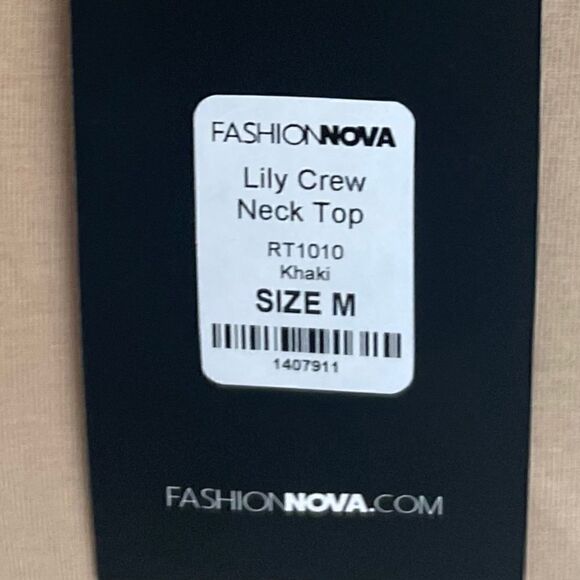 FASHIONNOVA
Lily Crew
Neck Top
RT1010
Khaki
SIZE M
1407911
FASHIONNOVA.COM